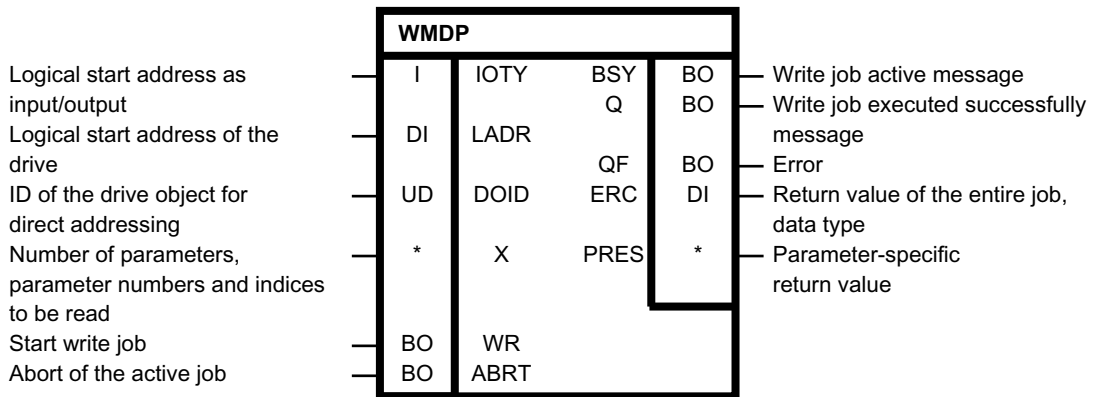 WMDP
Logical start address as I IOTY BSY BO Write job active message
input/output Q BO Write job executed successfully
Logical start address of the DI LADR message
drive QF BO Error
ID of the drive object for UD DOID ERC DI Return value of the entire job,
direct addressing data type
Number of parameters, * X PRES * Parameter-specific
parameter numbers and indices return value
to be read
Start write job BO WR
Abort of the active job BO ABRT